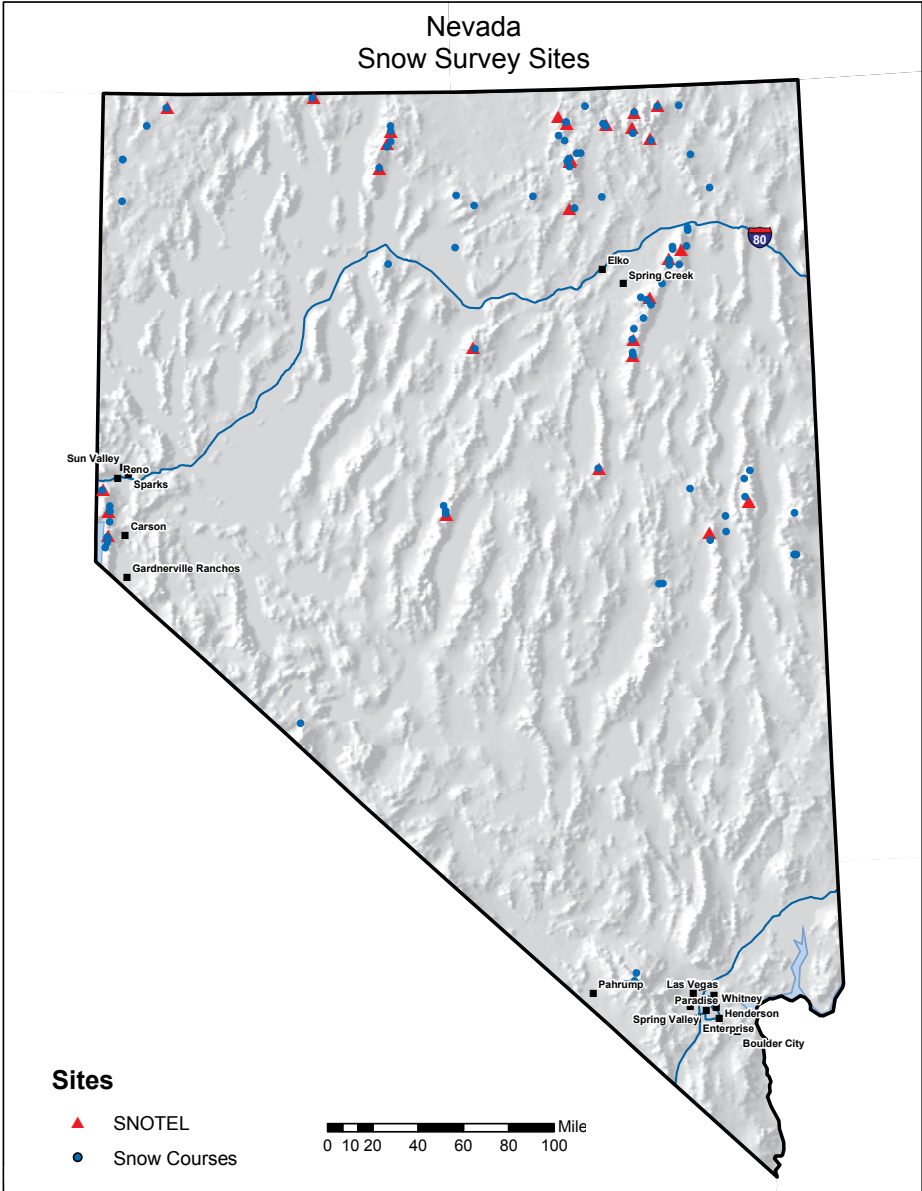 Nevada
Snow Survey Sites
80
Elko
Spring Creek
Sun Valley
Reno
Sparks
Carson
Gardnerville Ranchos
Pahrump
Las Vegas
Paradise
Whitney
Spring Valley
Henderson
Enterprise
Boulder City
Sites
SNOTEL
Snow Courses
Mile
0 10 20 40 60 80 100